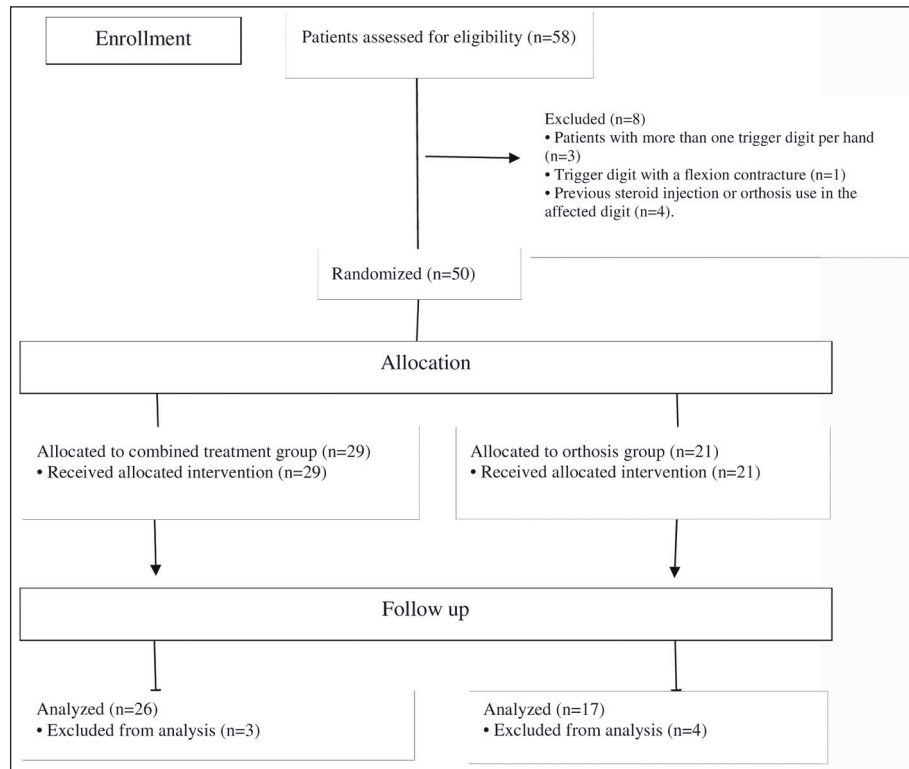 Enrollment
Patients assessed for eligibility (n=58)
Excluded (n=8)
• Patients with more than one trigger digit per hand
(n=3)
• Trigger digit with a flexion contracture (n=1)
• Previous steroid injection or orthosis use in the
affected digit (n=4).
Randomized (n=50)
Allocation
Allocated to combined treatment group (n=29)
• Received allocated intervention (n=29)
Allocated to orthosis group (n=21)
• Received allocated intervention (n=21)
Follow up
Analyzed (n=26)
• Excluded from analysis (n=3)
Analyzed (n=17)
• Excluded from analysis (n=4)